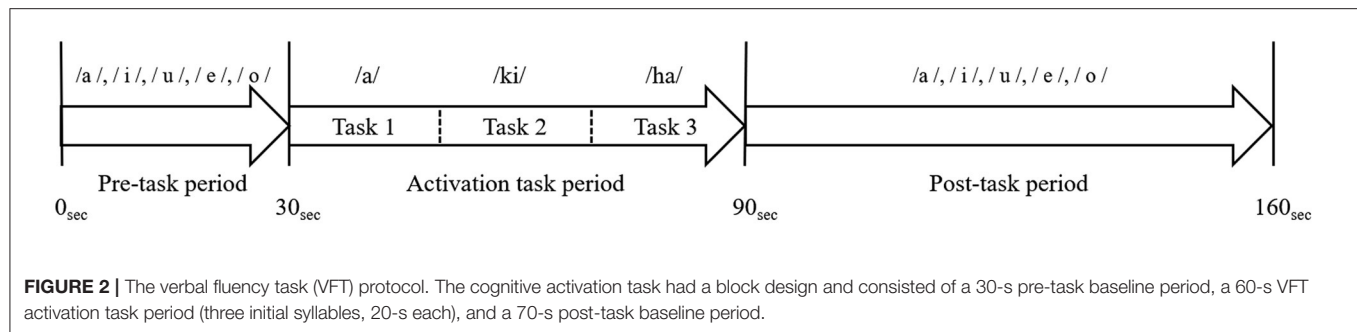 /a /, / i /, / u /, / e /, / o / /a/ /ki/ /ha/ /a /, / i /, / u /, / e /, / o /
Task 1 Task 2 Task 3
Pre-task period Activation task period Post-task period
0sec 30sec 90sec 160sec
FIGURE 2 | The verbal fluency task (VFT) protocol. The cognitive activation task had a block design and consisted of a 30-s pre-task baseline period, a 60-s VFT
activation task period (three initial syllables, 20-s each), and a 70-s post-task baseline period.